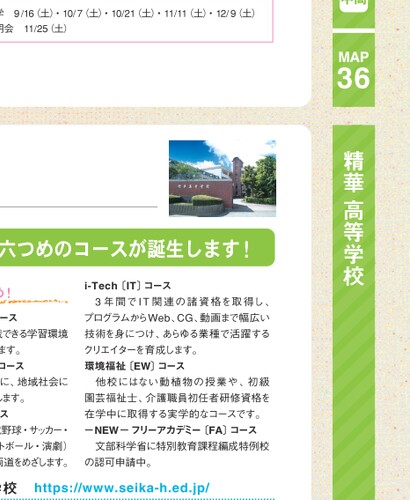 学 9/16（土）・10/7（土）・10/21（土）・11/11（土）・12/9（土）
明会 11/25（土）
MAP
36
精華 高等学校
六つめのコースが誕生します！
め！
コース
できる学習環境
ます。
コース
に、地域社会に
します。
ース
野球・サッカー・
トボール・演劇）
両道をめざします。
i-Tech〔IT〕コース
3年間でIT関連の諸資格を取得し、
プログラムからWeb、CG、動画まで幅広い
技術を身につけ、あらゆる業種で活躍する
クリエイターを育成します。
環境福祉〔EW〕コース
他校にはない動植物の授業や、初級
園芸福祉士、介護職員初任者研修資格を
在学中に取得する実学的なコースです。
－NEW－ フリーアカデミー〔FA〕コース
文部科学省に特別教育課程編成特例校
の認可申請中。
学校 https://www.seika-h.ed.jp/